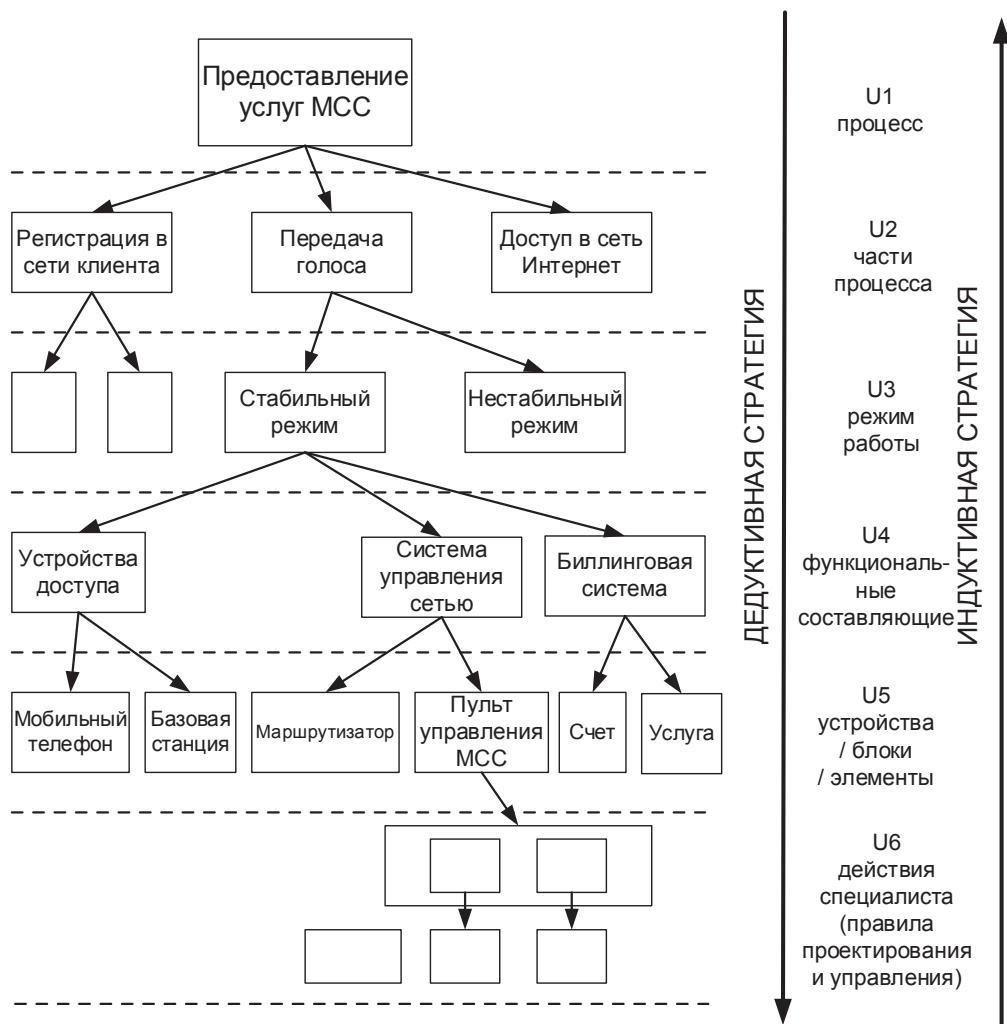 Предоставление
услуг МСС
U1
процесс
Регистрация в
сети клиента
Передача
голоса
Доступ в сеть
Интернет
U2
части
процесса
Стабильный
режим
Нестабильный
режим
U3
режим
работы
Устройства
доступа
Система
управления
сетью
Биллинговая
система
U4
функциональ-
ные
составляющие
Мобильный
телефон
Базовая
станция
Маршрутизатор
Пульт
управления
МСС
Счет
Услуга
U5
устройства
/ блоки
/ элементы
U6
действия
специалиста
(правила
проектирования
и управления)
ДЕДУКТИВНАЯ СТРАТЕГИЯ
ИНДУКТИВНАЯ СТРАТЕГИЯ